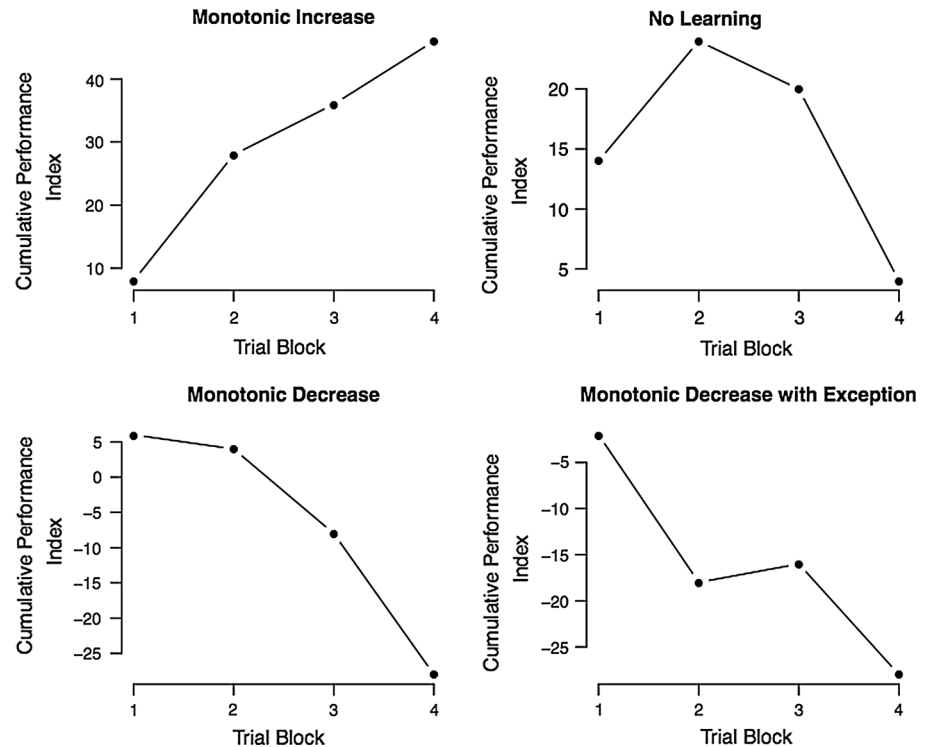 Monotonic Increase
Cumulative Performance
Index
40
30
20
10
1 2 3 4
Trial Block
No Learning
Cumulative Performance
Index
20
15
10
5
1 2 3 4
Trial Block
Monotonic Decrease
Cumulative Performance
Index
5
0
−5
−10
−15
−20
−25
1 2 3 4
Trial Block
Monotonic Decrease with Exception
Cumulative Performance
Index
−5
−10
−15
−20
−25
1 2 3 4
Trial Block